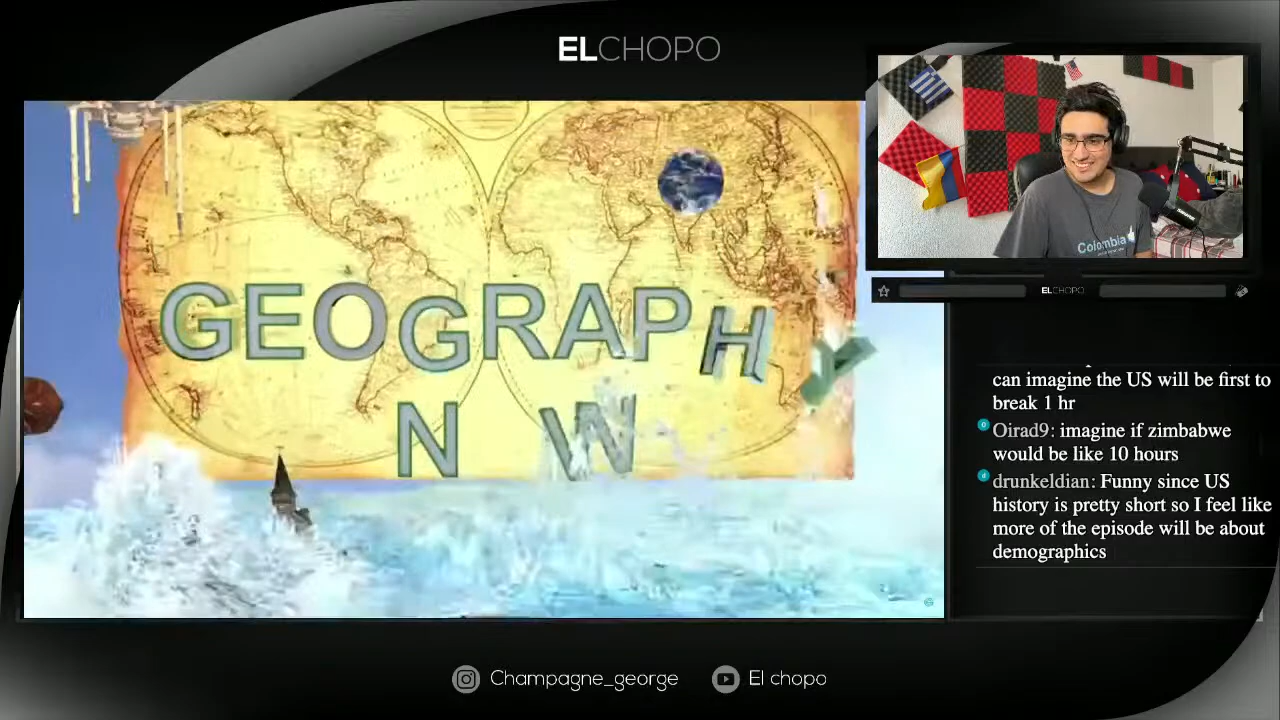 ELCHOPO
GEOGRAPHY
N W
Colombia
ELCHOPO
can imagine the US will be first to
break 1 hr
Oirad9: imagine if zimbabwe
would be like 10 hours
drunkeldian: Funny since US
history is pretty short so I feel like
more of the episode will be about
demographics
Champagne_george
El chopo